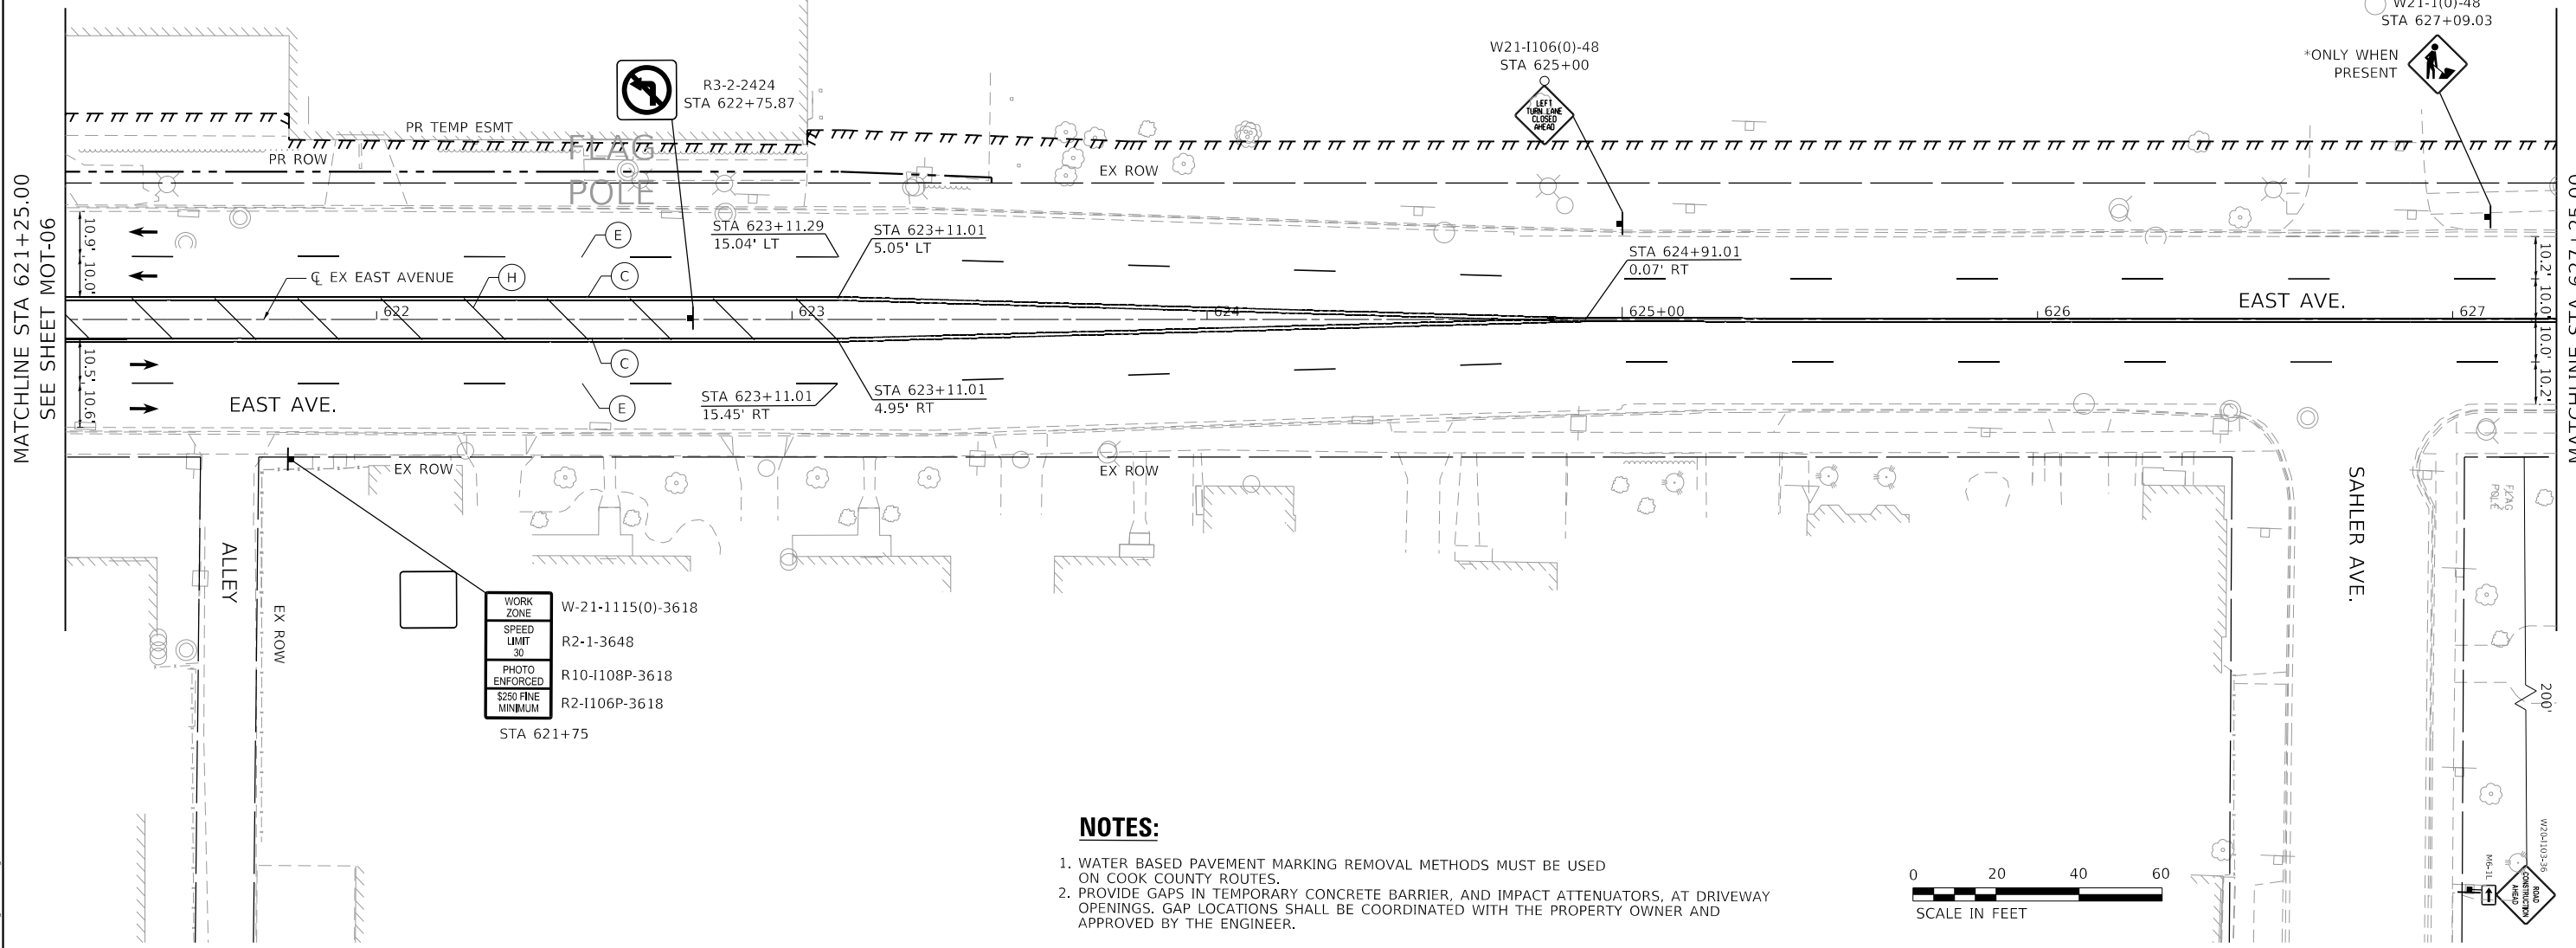 W21-1(0)-48
STA 627+09.03
*ONLY WHEN
PRESENT
W21-I106(0)-48
STA 625+00
LEFT
TURN LANE
CLOSED
AHEAD
R3-2-2424
STA 622+75.87
PR TEMP ESMT
FLAG
POLE
PR ROW
EX ROW
MATCHLINE STA 621+25.00
SEE SHEET MOT-06
10.9'
10.0'
10.5'
10.6'
℄ EX EAST AVENUE
H
E
C
C
E
STA 623+11.29
15.04' LT
STA 623+11.01
5.05' LT
STA 624+91.01
0.07' RT
622
623
624
625+00
626
627
EAST AVE.
10.2'
10.0'
10.0'
10.2'
EAST AVE.
STA 623+11.01
15.45' RT
STA 623+11.01
4.95' RT
EX ROW
EX ROW
ALLEY
EX ROW
SAHLER AVE.
FLAG
POLE
WORK
ZONE
W-21-1115(0)-3618
SPEED
LIMIT
30
R2-1-3648
PHOTO
ENFORCED
R10-I108P-3618
$250 FINE
MINIMUM
R2-I106P-3618
STA 621+75
200'
W20-I103-36
M6-1L
ROAD
CONSTRUCTION
AHEAD
NOTES:
1. WATER BASED PAVEMENT MARKING REMOVAL METHODS MUST BE USED
ON COOK COUNTY ROUTES.
2. PROVIDE GAPS IN TEMPORARY CONCRETE BARRIER, AND IMPACT ATTENUATORS, AT DRIVEWAY
OPENINGS. GAP LOCATIONS SHALL BE COORDINATED WITH THE PROPERTY OWNER AND
APPROVED BY THE ENGINEER.
0 20 40 60
SCALE IN FEET